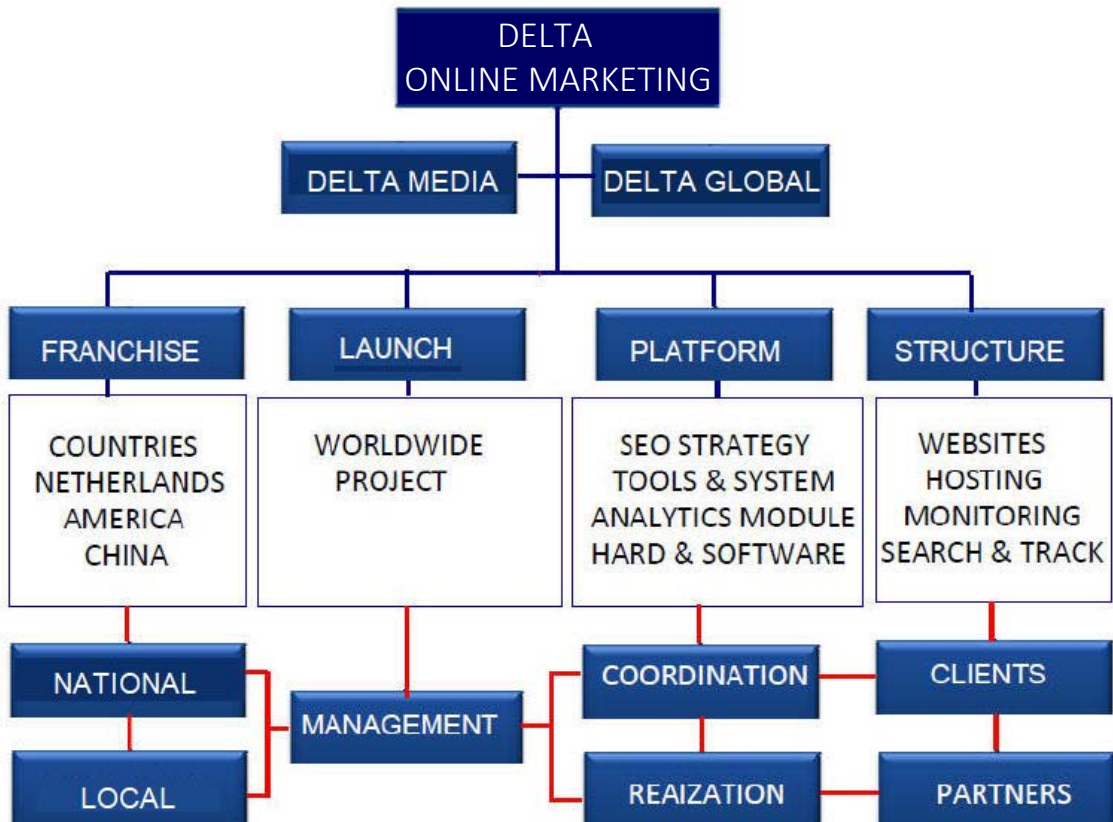 DELTA
ONLINE MARKETING
DELTA MEDIA
DELTA GLOBAL
FRANCHISE
LAUNCH
PLATFORM
STRUCTURE
COUNTRIES
NETHERLANDS
AMERICA
CHINA
WORLDWIDE
PROJECT
SEO STRATEGY
TOOLS & SYSTEM
ANALYTICS MODULE
HARD & SOFTWARE
WEBSITES
HOSTING
MONITORING
SEARCH & TRACK
NATIONAL
MANAGEMENT
COORDINATION
CLIENTS
LOCAL
REAIZATION
PARTNERS